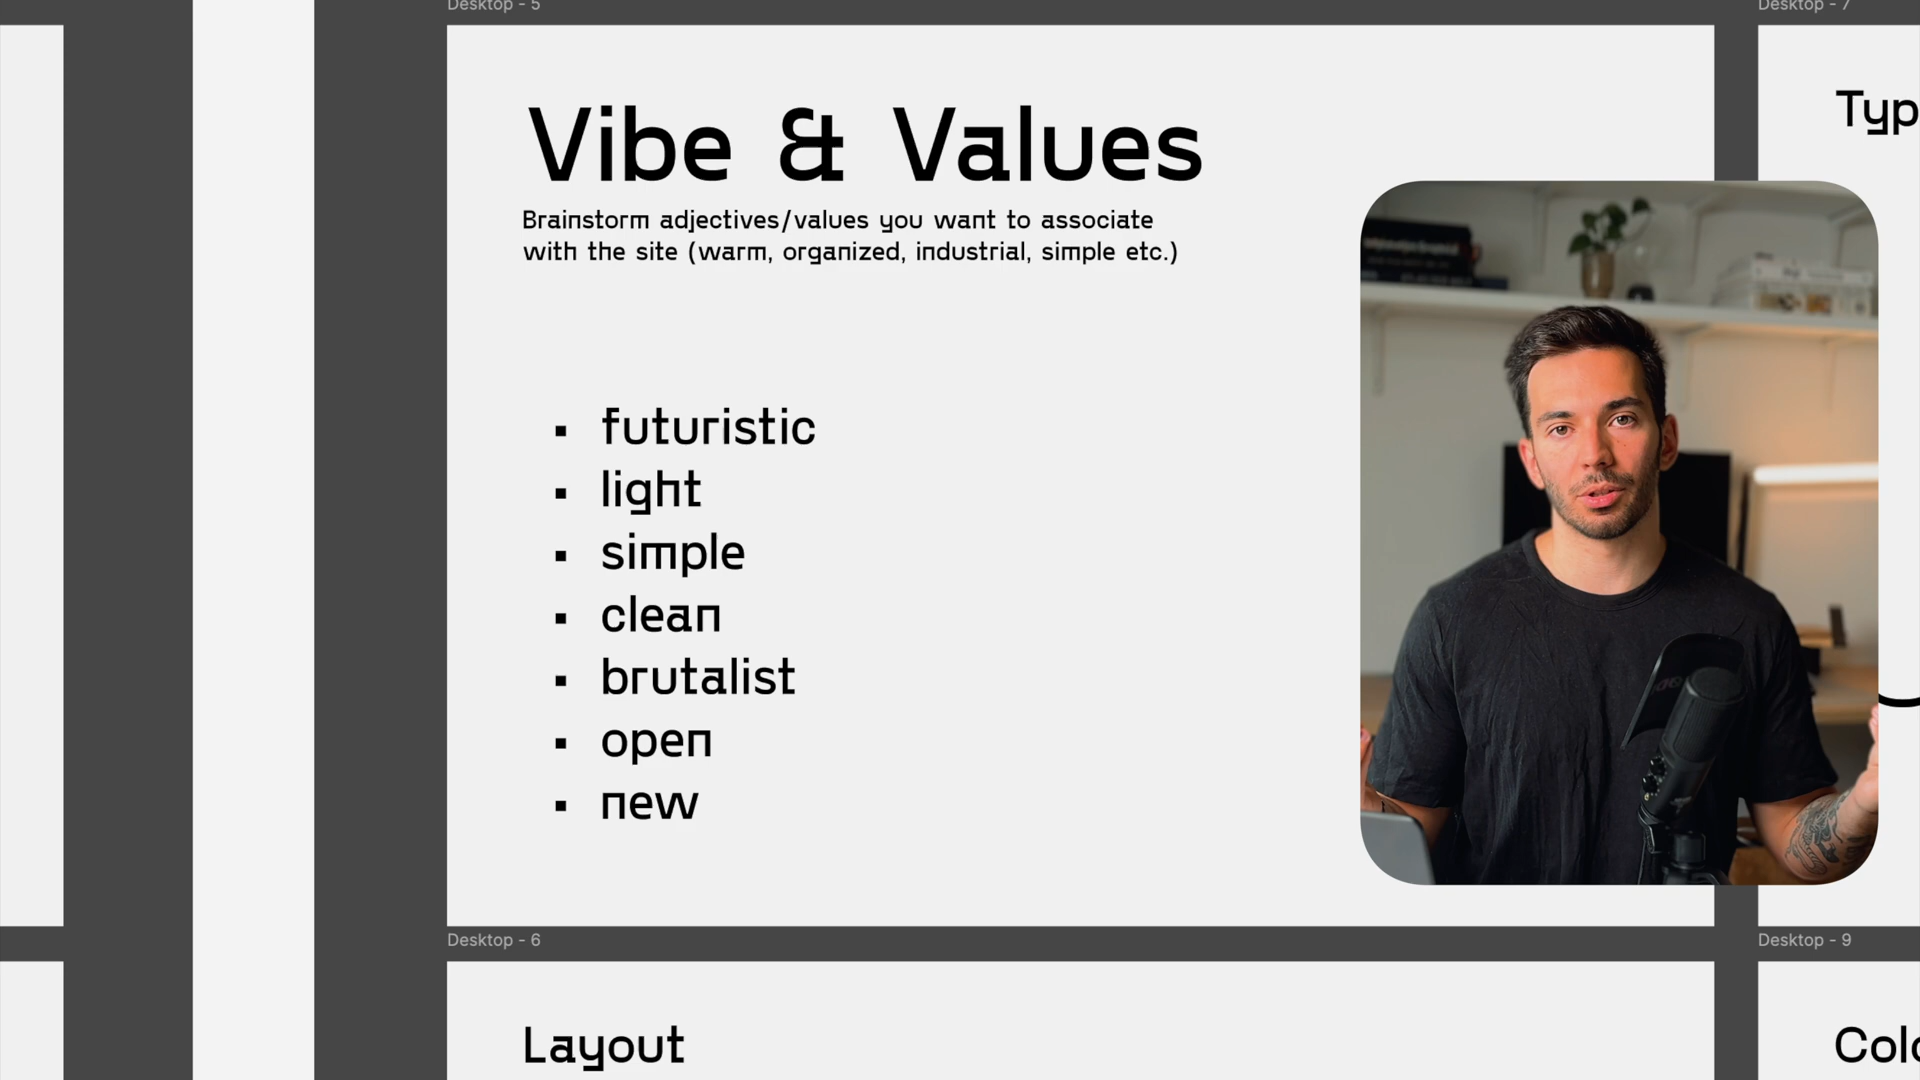 Desktop - 5
Desktop - 7
Vibe & Values
Typ
Brainstorm adjectives/values you want to associate
with the site (warm, organized, industrial, simple etc.)
▪ futuristic
▪ light
▪ simple
▪ clean
▪ brutalist
▪ open
▪ new
Desktop - 6
Desktop - 9
Layout
Colo